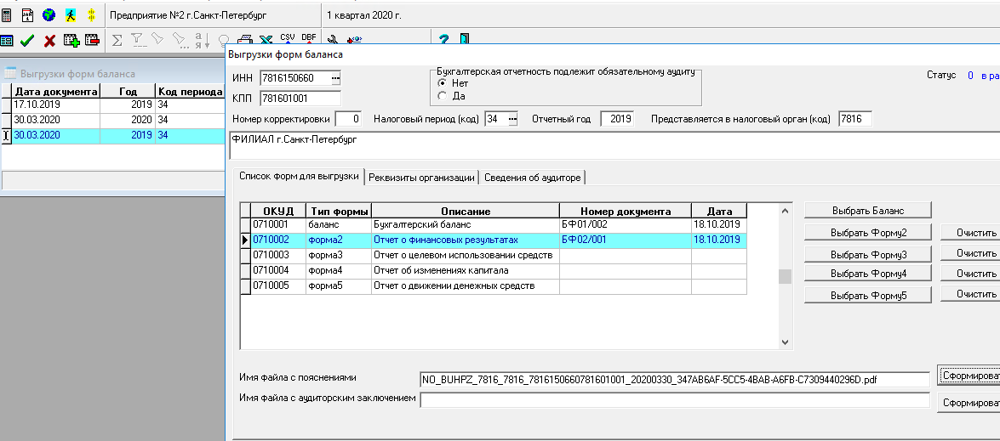 Предприятие №2 г.Санкт-Петербург
1 квартал 2020 г.
CSV DBF
Выгрузки форм баланса
Дата документа Год Код периода
17.10.2019 2019 34
30.03.2020 2020 34
30.03.2020 2019 34
Выгрузки форм баланса
ИНН 7816150660 ...
КПП 781601001
Бухгалтерская отчетность подлежит обязательному аудиту
Нет
Да
Статус 0 в ра
Номер корректировки 0 Налоговый период (код) 34 ... Отчетный год 2019 Представляется в налоговый орган (код) 7816
ФИЛИАЛ г.Санкт-Петербург
Список форм для выгрузки Реквизиты организации Сведения об аудиторе
ОКУД Тип формы Описание Номер документа Дата
0710001 баланс Бухгалтерский баланс БФ01/002 18.10.2019
0710002 форма2 Отчет о финансовых результатах БФ02/001 18.10.2019
0710003 форма3 Отчет о целевом использовании средств
0710004 форма4 Отчет об изменениях капитала
0710005 форма5 Отчет о движении денежных средств
Выбрать Баланс
Выбрать Форму2 Очистить
Выбрать Форму3 Очистить
Выбрать Форму4 Очистить
Выбрать Форму5 Очистить
Имя файла с пояснениями NO_BUHPZ_7816_7816_7816150660781601001_20200330_347AB6AF-5CC5-4BAB-A6FB-C7309440296D.pdf Сформироват
Имя файла с аудиторским заключением Сформироват